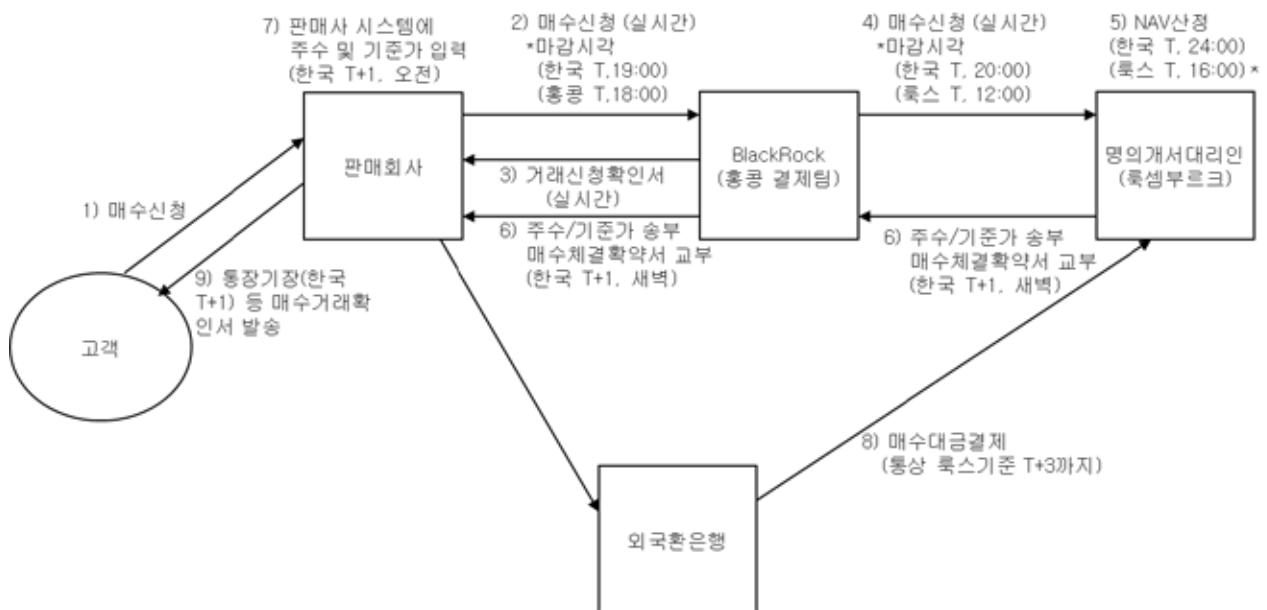 7) 판매사 시스템에
주수 및 기준가 입력
(한국 T+1, 오전)
2) 매수신청 (실시간)
*마감시각
(한국 T,19:00)
(홍콩 T,18:00)
4) 매수신청 (실시간)
*마감시각
(한국 T, 20:00)
(룩스 T, 12:00)
5) NAV산정
(한국 T, 24:00)
(룩스 T, 16:00)*
판매회사
BlackRock
(홍콩 결제팀)
명의개서대리인
(룩셈부르크)
3) 거래신청확인서
(실시간)
1) 매수신청
6) 주수/기준가 송부
매수체결확약서 교부
(한국 T+1, 새벽)
6) 주수/기준가 송부
매수체결확약서 교부
(한국 T+1, 새벽)
9) 통장기장(한국
T+1) 등 매수거래확
인서 발송
고객
8) 매수대금결제
(통상 룩스기준 T+3까지)
외국환은행